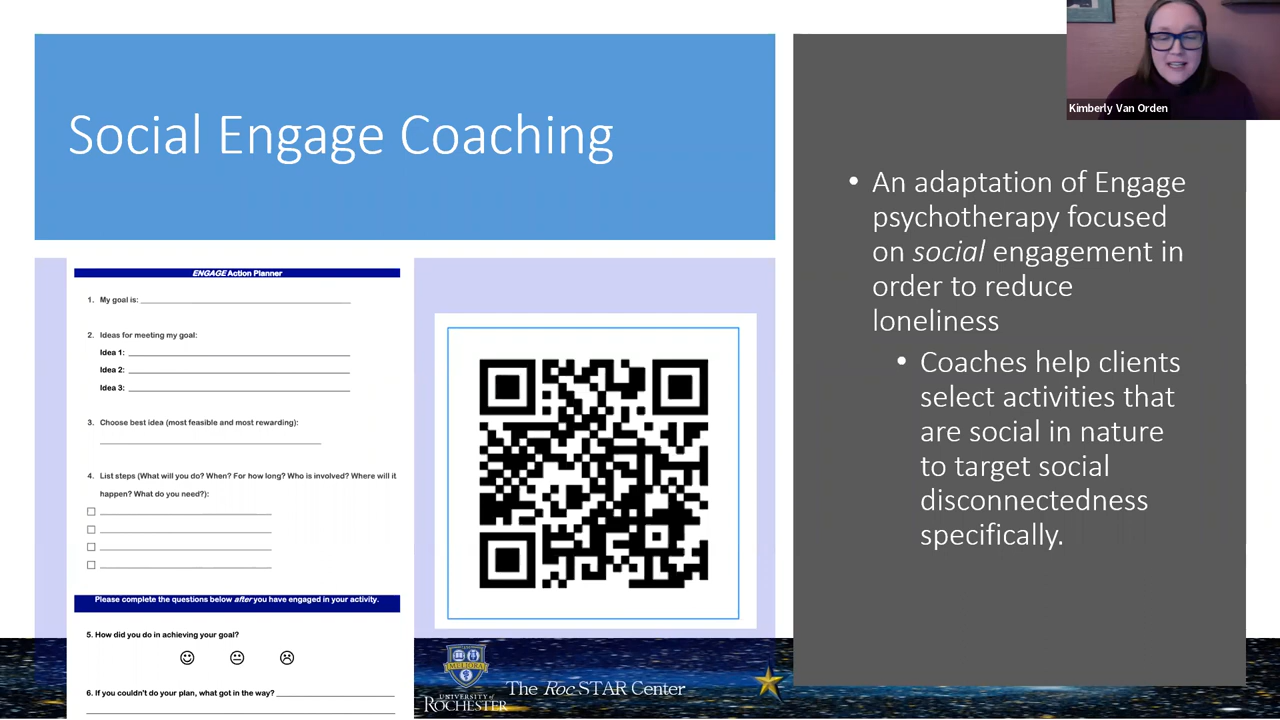 Social Engage Coaching
ENGAGE Action Planner
1. My goal is:
2. Ideas for meeting my goal:
Idea 1:
Idea 2:
Idea 3:
3. Choose best idea (most feasible and most rewarding):
4. List steps (What will you do? When? For how long? Who is involved? Where will it
happen? What do you need?):
Please complete the questions below after you have engaged in your activity.
5. How did you do in achieving your goal?
6. If you couldn't do your plan, what got in the way?
MELIORA
UNIVERSITY of
ROCHESTER
The Roc STAR Center
Kimberly Van Orden
• An adaptation of Engage
psychotherapy focused
on social engagement in
order to reduce
loneliness
• Coaches help clients
select activities that
are social in nature
to target social
disconnectedness
specifically.